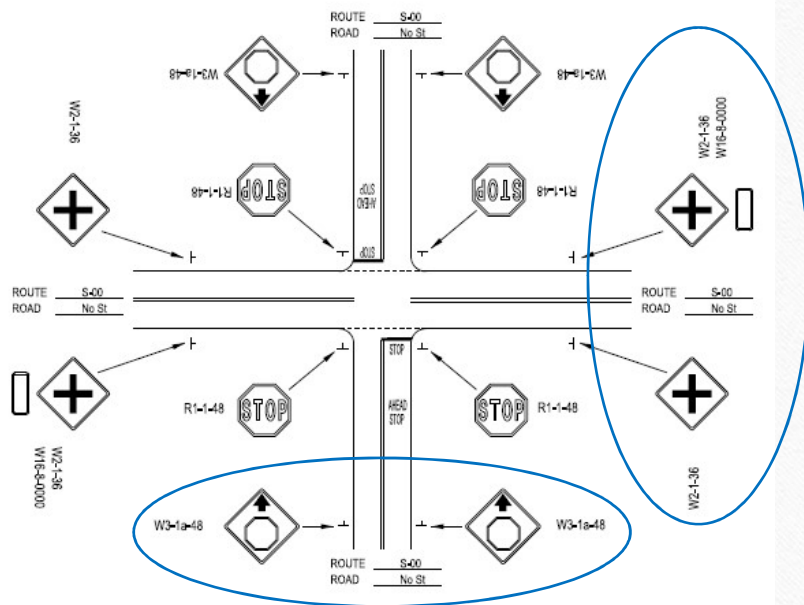 ROUTE S-00
ROAD No St
W3-1a-48
W3-1a-48
W2-1-36
W2-1-36
W16-8-0000
R1-1-48
STOP
AHEAD
STOP
STOP
R1-1-48
STOP
ROUTE S-00
ROAD No St
ROUTE S-00
ROAD No St
STOP
R1-1-48
STOP
AHEAD
STOP
STOP
R1-1-48
W2-1-36
W16-8-0000
W2-1-36
W3-1a-48
W3-1a-48
ROUTE S-00
ROAD No St